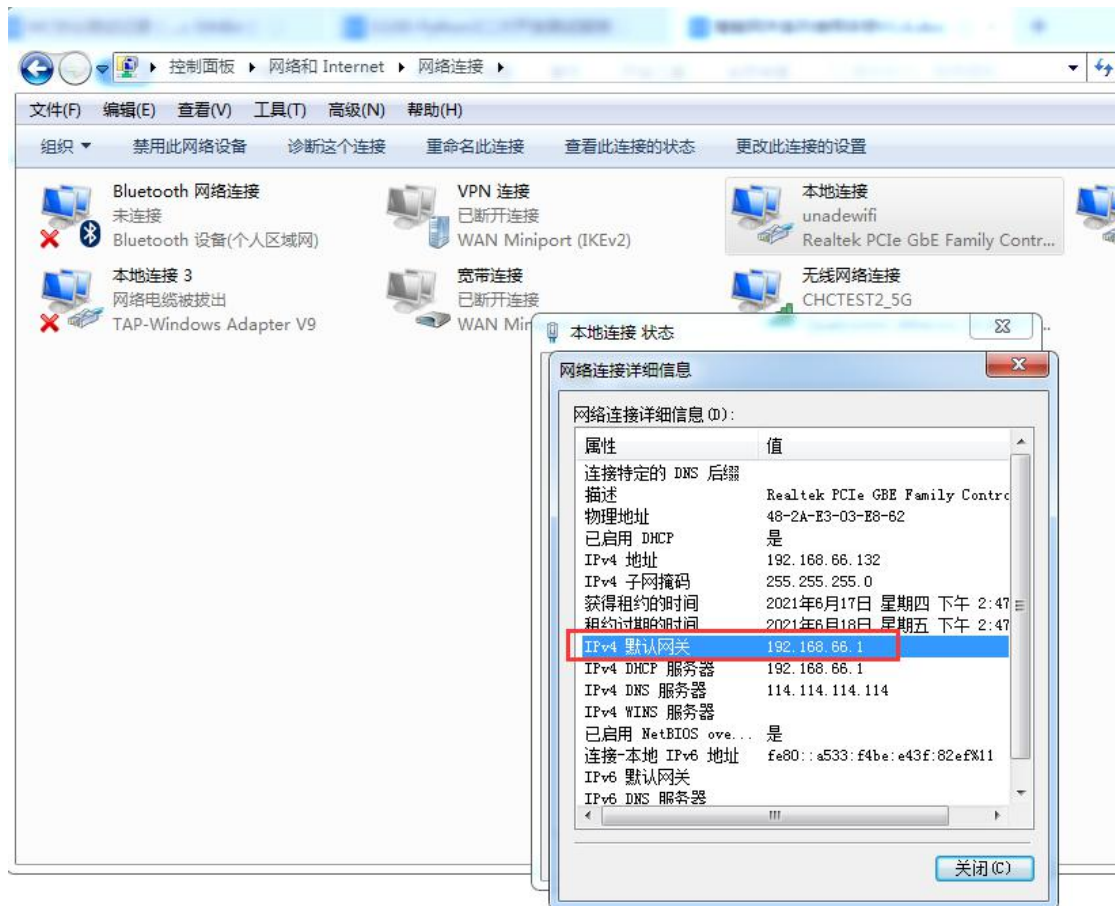 控制面板 ▸ 网络和 Internet ▸ 网络连接 ▸
文件(F) 编辑(E) 查看(V) 工具(T) 高级(N) 帮助(H)
组织 禁用此网络设备 诊断这个连接 重命名此连接 查看此连接的状态 更改此连接的设置
Bluetooth 网络连接
未连接
Bluetooth 设备(个人区域网)
VPN 连接
已断开连接
WAN Miniport (IKEv2)
本地连接
unadewifi
Realtek PCIe GbE Family Contr...
本地连接 3
网络电缆被拔出
TAP-Windows Adapter V9
宽带连接
已断开连接
WAN Mir
无线网络连接
CHCTEST2_5G
本地连接 状态
网络连接详细信息
网络连接详细信息(D):
属性 值
连接特定的 DNS 后缀
描述 Realtek PCIe GBE Family Contrc
物理地址 48-2A-E3-03-E8-62
已启用 DHCP 是
IPv4 地址 192.168.66.132
IPv4 子网掩码 255.255.255.0
获得租约的时间 2021年6月17日 星期四 下午 2:47
租约过期的时间 2021年6月18日 星期五 下午 2:47
IPv4 默认网关 192.168.66.1
IPv4 DHCP 服务器 192.168.66.1
IPv4 DNS 服务器 114.114.114.114
IPv4 WINS 服务器
已启用 NetBIOS ove... 是
连接-本地 IPv6 地址 fe80::a533:f4be:e43f:82ef%11
IPv6 默认网关
IPv6 DNS 服务器
关闭(C)